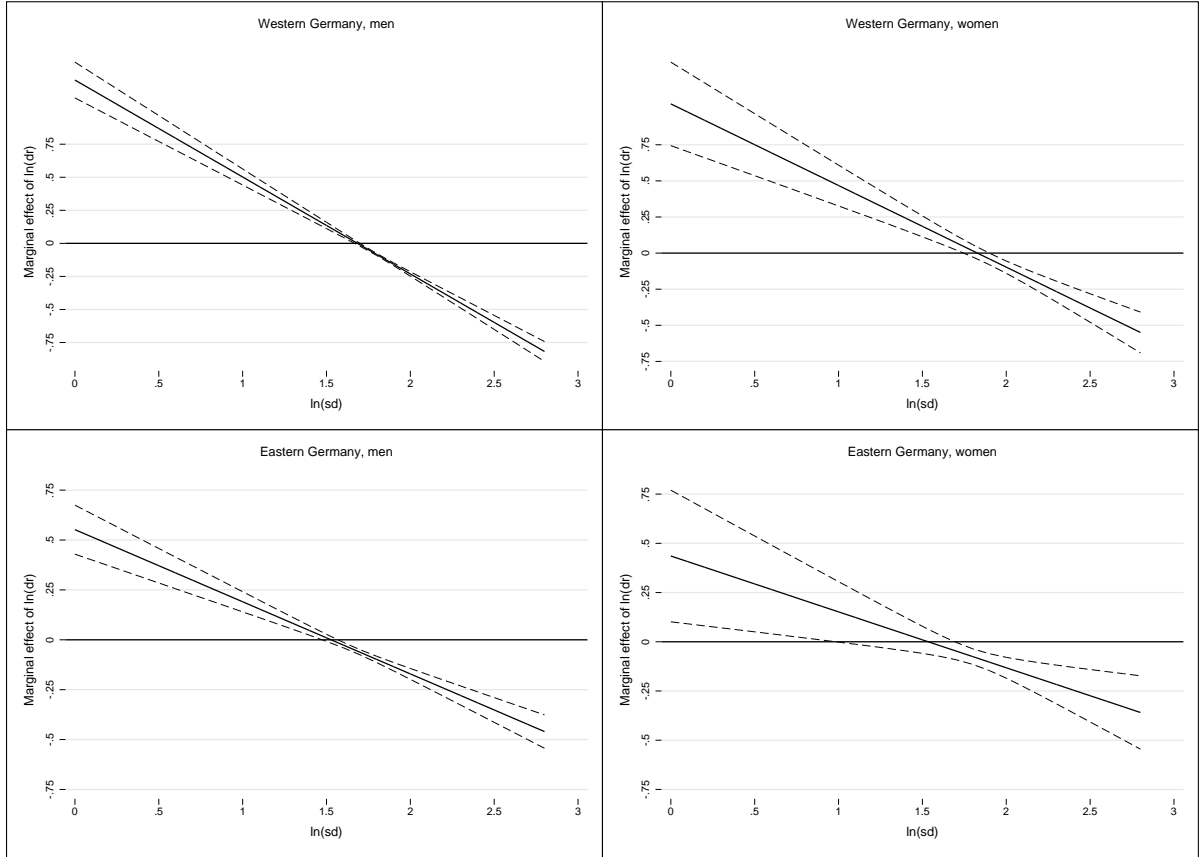 Western Germany, men
Marginal effect of ln(dr)
.75
.5
.25
0
-.25
-.5
-.75
0 .5 1 1.5 2 2.5 3
ln(sd)
Western Germany, women
Marginal effect of ln(dr)
.75
.5
.25
0
-.25
-.5
-.75
0 .5 1 1.5 2 2.5 3
ln(sd)
Eastern Germany, men
Marginal effect of ln(dr)
.75
.5
.25
0
-.25
-.5
-.75
0 .5 1 1.5 2 2.5 3
ln(sd)
Eastern Germany, women
Marginal effect of ln(dr)
.75
.5
.25
0
-.25
-.5
-.75
0 .5 1 1.5 2 2.5 3
ln(sd)